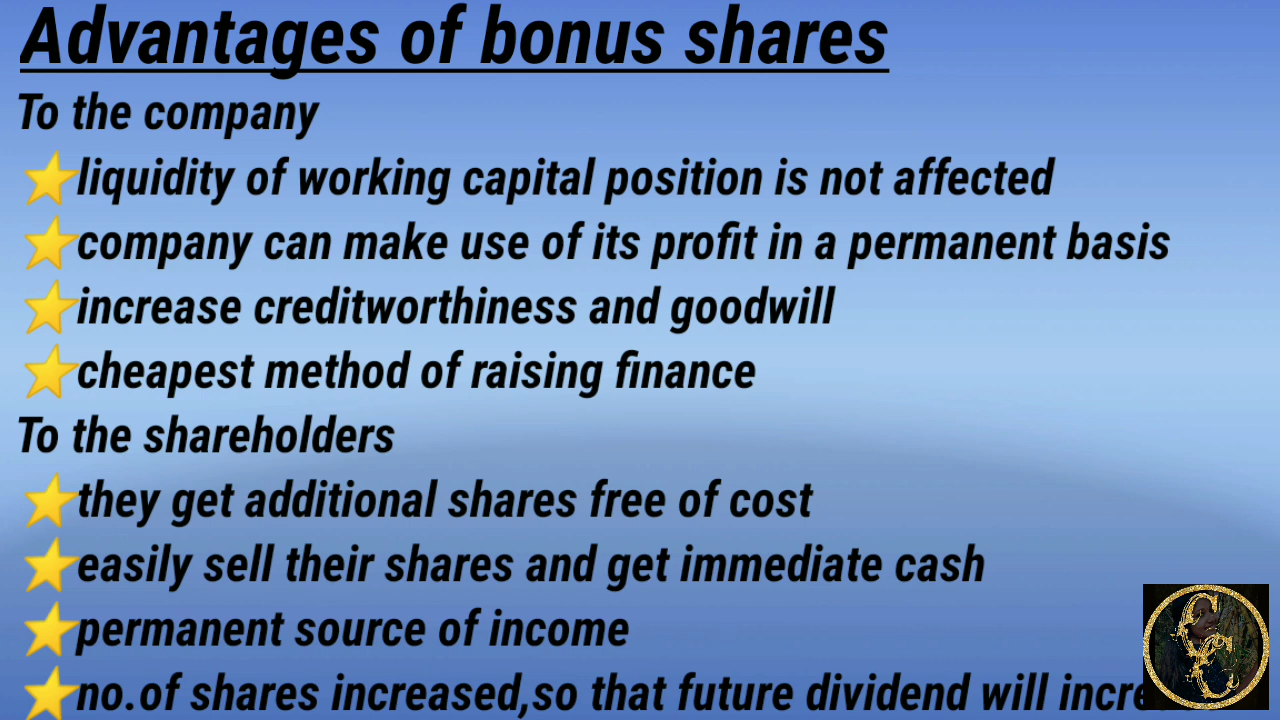 Advantages of bonus shares
To the company
⭐liquidity of working capital position is not affected
⭐company can make use of its profit in a permanent basis
⭐increase creditworthiness and goodwill
⭐cheapest method of raising finance
To the shareholders
⭐they get additional shares free of cost
⭐easily sell their shares and get immediate cash
⭐permanent source of income
⭐no.of shares increased,so that future dividend will